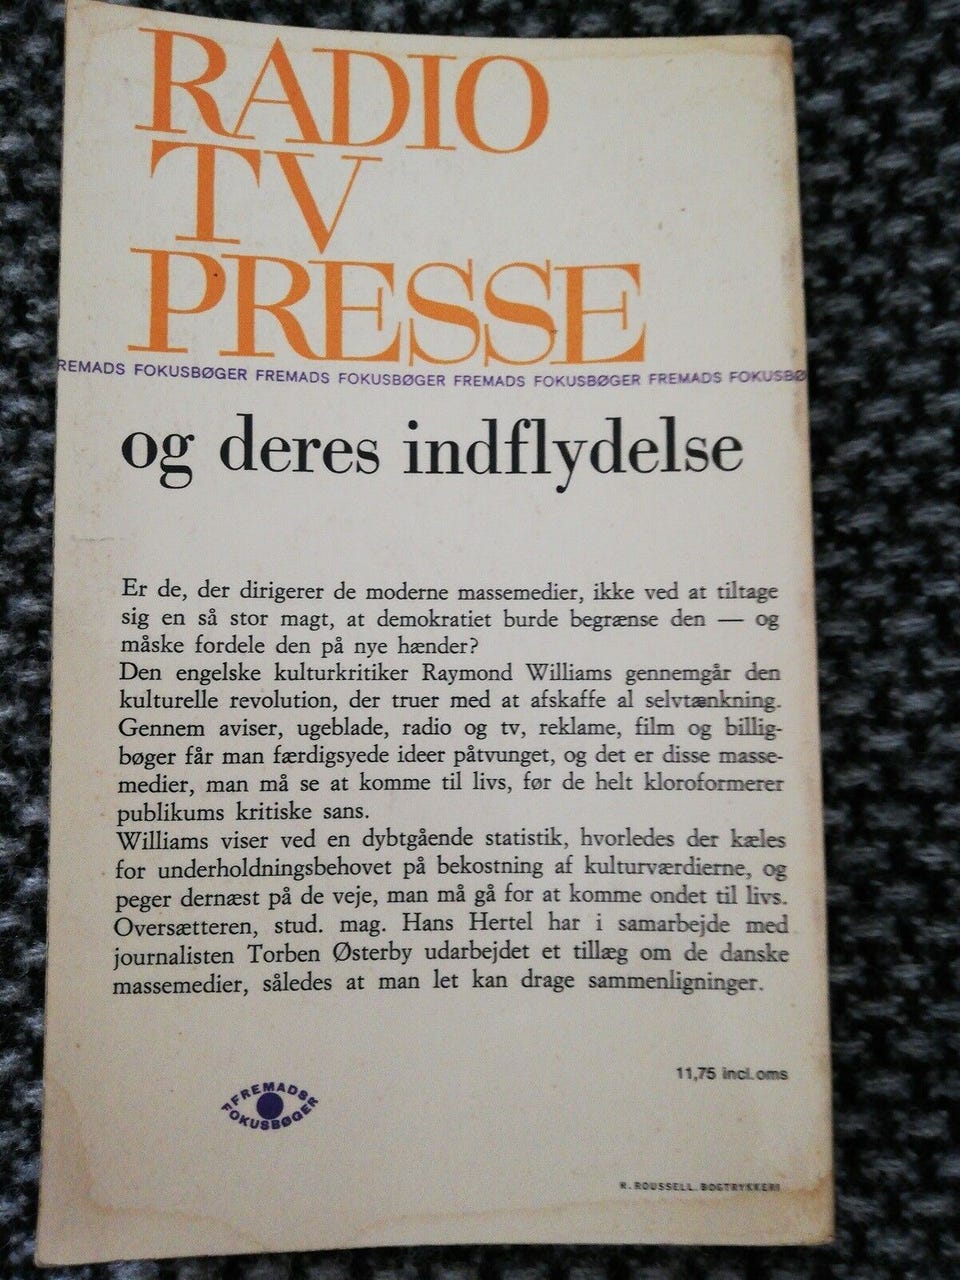 RADIO
TV
PRESSE
REMADS FOKUSBØGER FREMADS FOKUSBØGER FREMADS FOKUSBØGER FREMADS FOKUSBØ
og deres indflydelse
Er de, der dirigerer de moderne massemedier, ikke ved at tiltage
sig en så stor magt, at demokratiet burde begrænse den — og
måske fordele den på nye hænder?
Den engelske kulturkritiker Raymond Williams gennemgår den
kulturelle revolution, der truer med at afskaffe al selvtænkning.
Gennem aviser, ugeblade, radio og tv, reklame, film og billig-
bøger får man færdigsyede ideer påtvunget, og det er disse masse-
medier, man må se at komme til livs, før de helt kloroformerer
publikums kritiske sans.
Williams viser ved en dybtgående statistik, hvorledes der kæles
for underholdningsbehovet på bekostning af kulturværdierne, og
peger dernæst på de veje, man må gå for at komme ondet til livs.
Oversætteren, stud. mag. Hans Hertel har i samarbejde med
journalisten Torben Østerby udarbejdet et tillæg om de danske
massemedier, således at man let kan drage sammenligninger.
11,75 incl. oms
FREMADS
FOKUSBØGER
R. ROUSSELL. BOGTRYKKERI